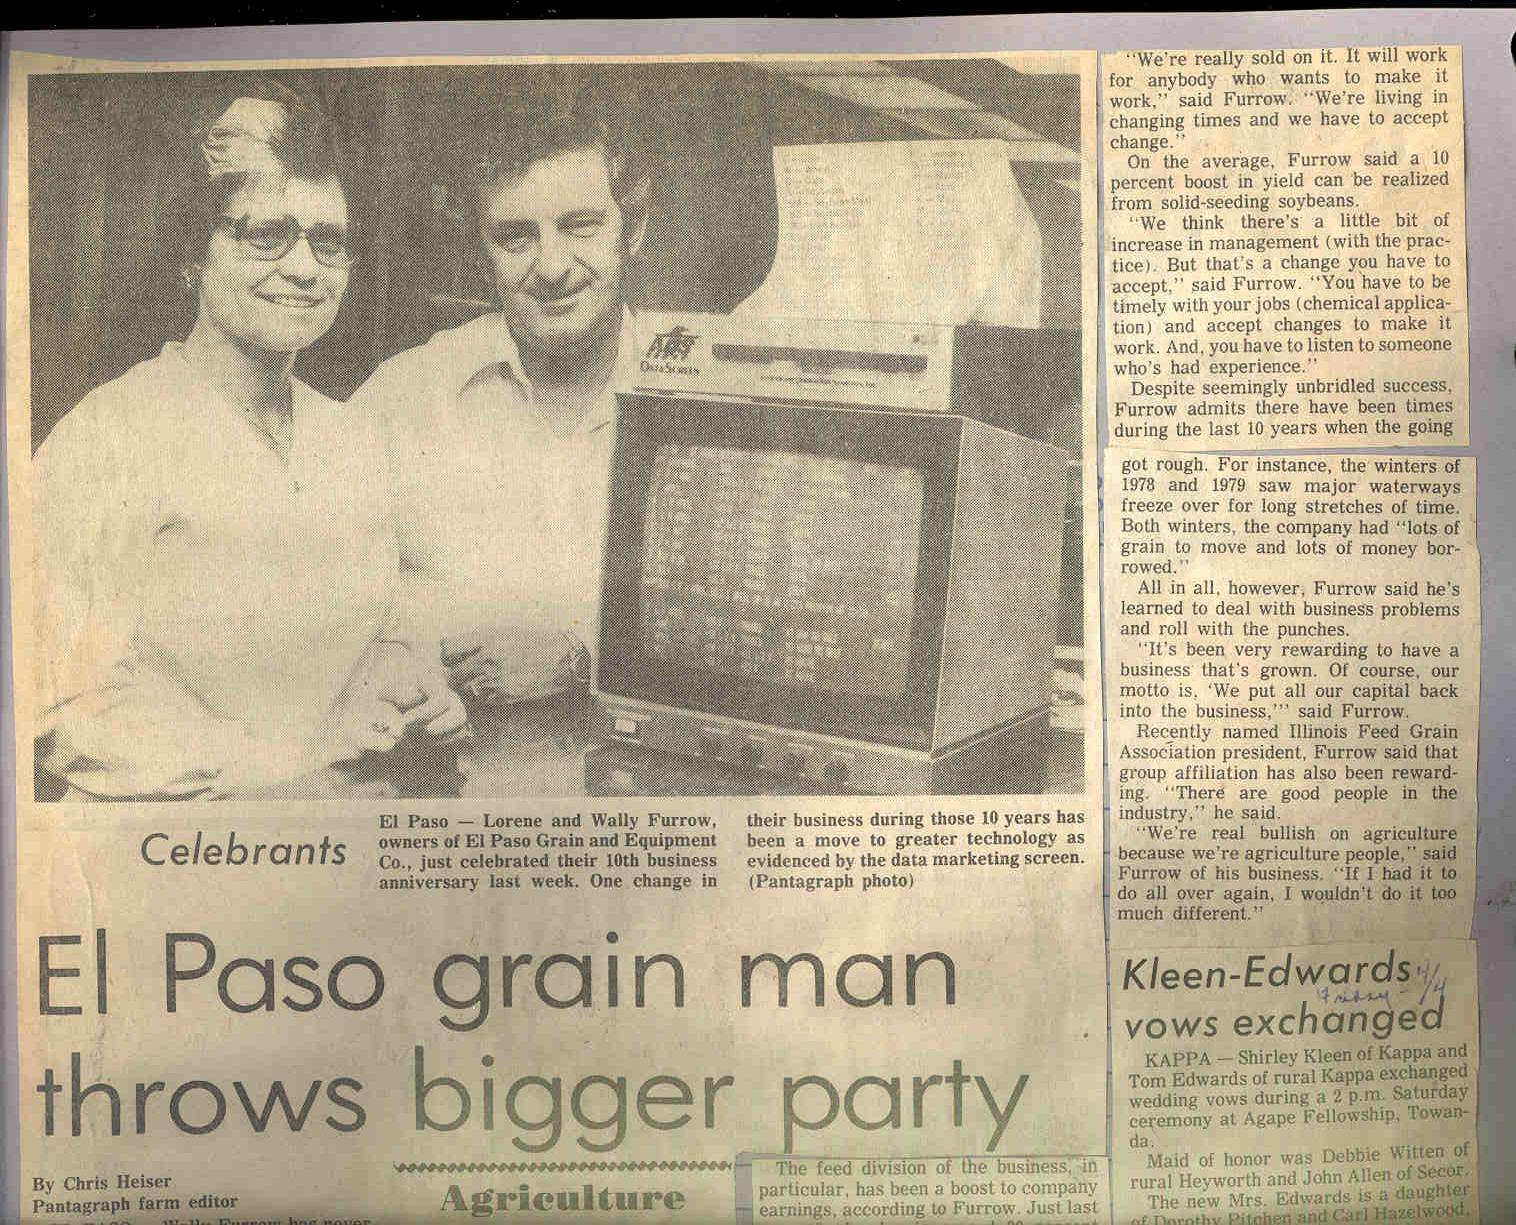 DATASCREEN
Celebrants
El Paso — Lorene and Wally Furrow,
owners of El Paso Grain and Equipment
Co., just celebrated their 10th business
anniversary last week. One change in
their business during those 10 years has
been a move to greater technology as
evidenced by the data marketing screen.
(Pantagraph photo)
El Paso grain man
throws bigger party
By Chris Heiser
Pantagraph farm editor
Agriculture
The feed division of the business, in
particular, has been a boost to company
earnings, according to Furrow. Just last
"We're really sold on it. It will work
for anybody who wants to make it
work," said Furrow. "We're living in
changing times and we have to accept
change."
On the average, Furrow said a 10
percent boost in yield can be realized
from solid-seeding soybeans.
"We think there's a little bit of
increase in management (with the prac-
tice). But that's a change you have to
accept," said Furrow. "You have to be
timely with your jobs (chemical applica-
tion) and accept changes to make it
work. And, you have to listen to someone
who's had experience."
Despite seemingly unbridled success,
Furrow admits there have been times
during the last 10 years when the going
got rough. For instance, the winters of
1978 and 1979 saw major waterways
freeze over for long stretches of time.
Both winters, the company had "lots of
grain to move and lots of money bor-
rowed."
All in all, however, Furrow said he's
learned to deal with business problems
and roll with the punches.
"It's been very rewarding to have a
business that's grown. Of course, our
motto is, 'We put all our capital back
into the business,'" said Furrow.
Recently named Illinois Feed Grain
Association president, Furrow said that
group affiliation has also been reward-
ing. "There are good people in the
industry," he said.
"We're real bullish on agriculture
because we're agriculture people," said
Furrow of his business. "If I had it to
do all over again, I wouldn't do it too
much different."
Kleen-Edwards
Friday - 4/4
vows exchanged
KAPPA — Shirley Kleen of Kappa and
Tom Edwards of rural Kappa exchanged
wedding vows during a 2 p.m. Saturday
ceremony at Agape Fellowship, Towan-
da.
Maid of honor was Debbie Witten of
rural Heyworth and John Allen of Secor.
The new Mrs. Edwards is a daughter
of Dorothy Pitchen and Carl Hazelwood,